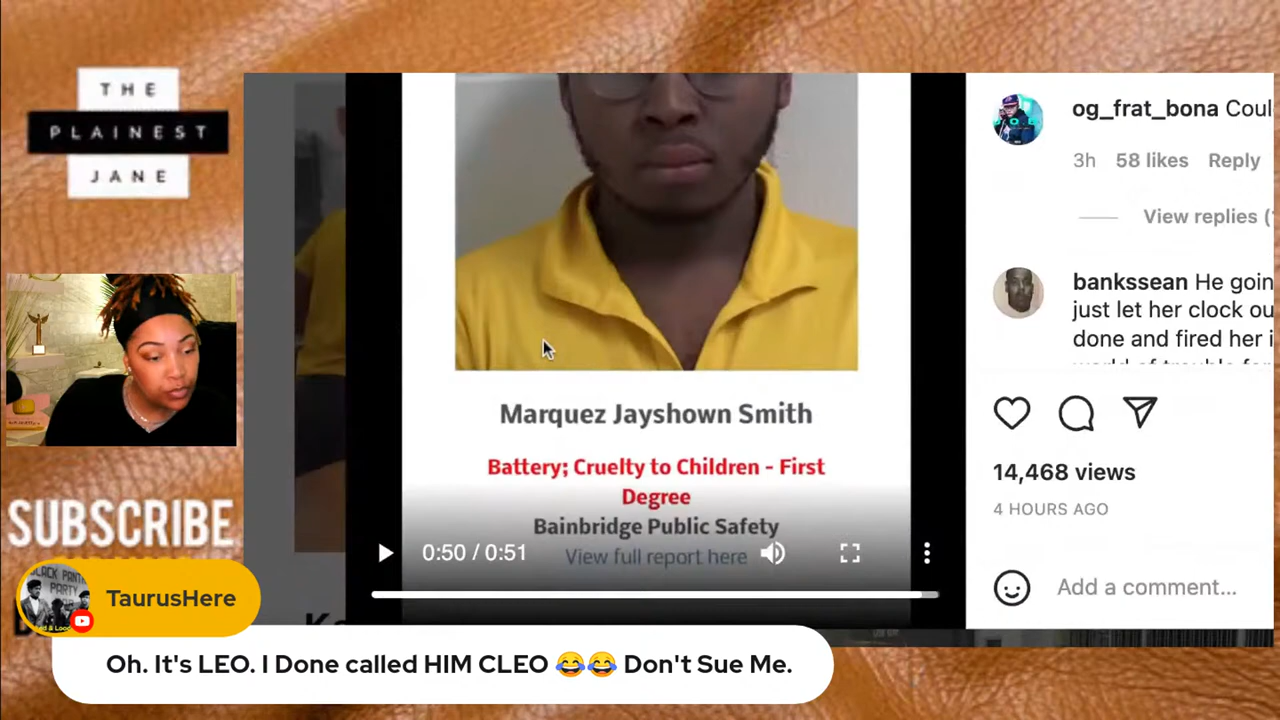 THE
PLAINEST
JANE
og_frat_bona Coul
3h 58 likes Reply
View replies (
bankssean He goin
just let her clock ou
done and fired her i
Marquez Jayshown Smith
Battery; Cruelty to Children - First
Degree
Bainbridge Public Safety
View full report here
0:50 / 0:51
14,468 views
4 HOURS AGO
Add a comment...
SUBSCRIBE
BLACK PANT
PARTY
TaurusHere
Oh. It's LEO. I Done called HIM CLEO 😂😂 Don't Sue Me.